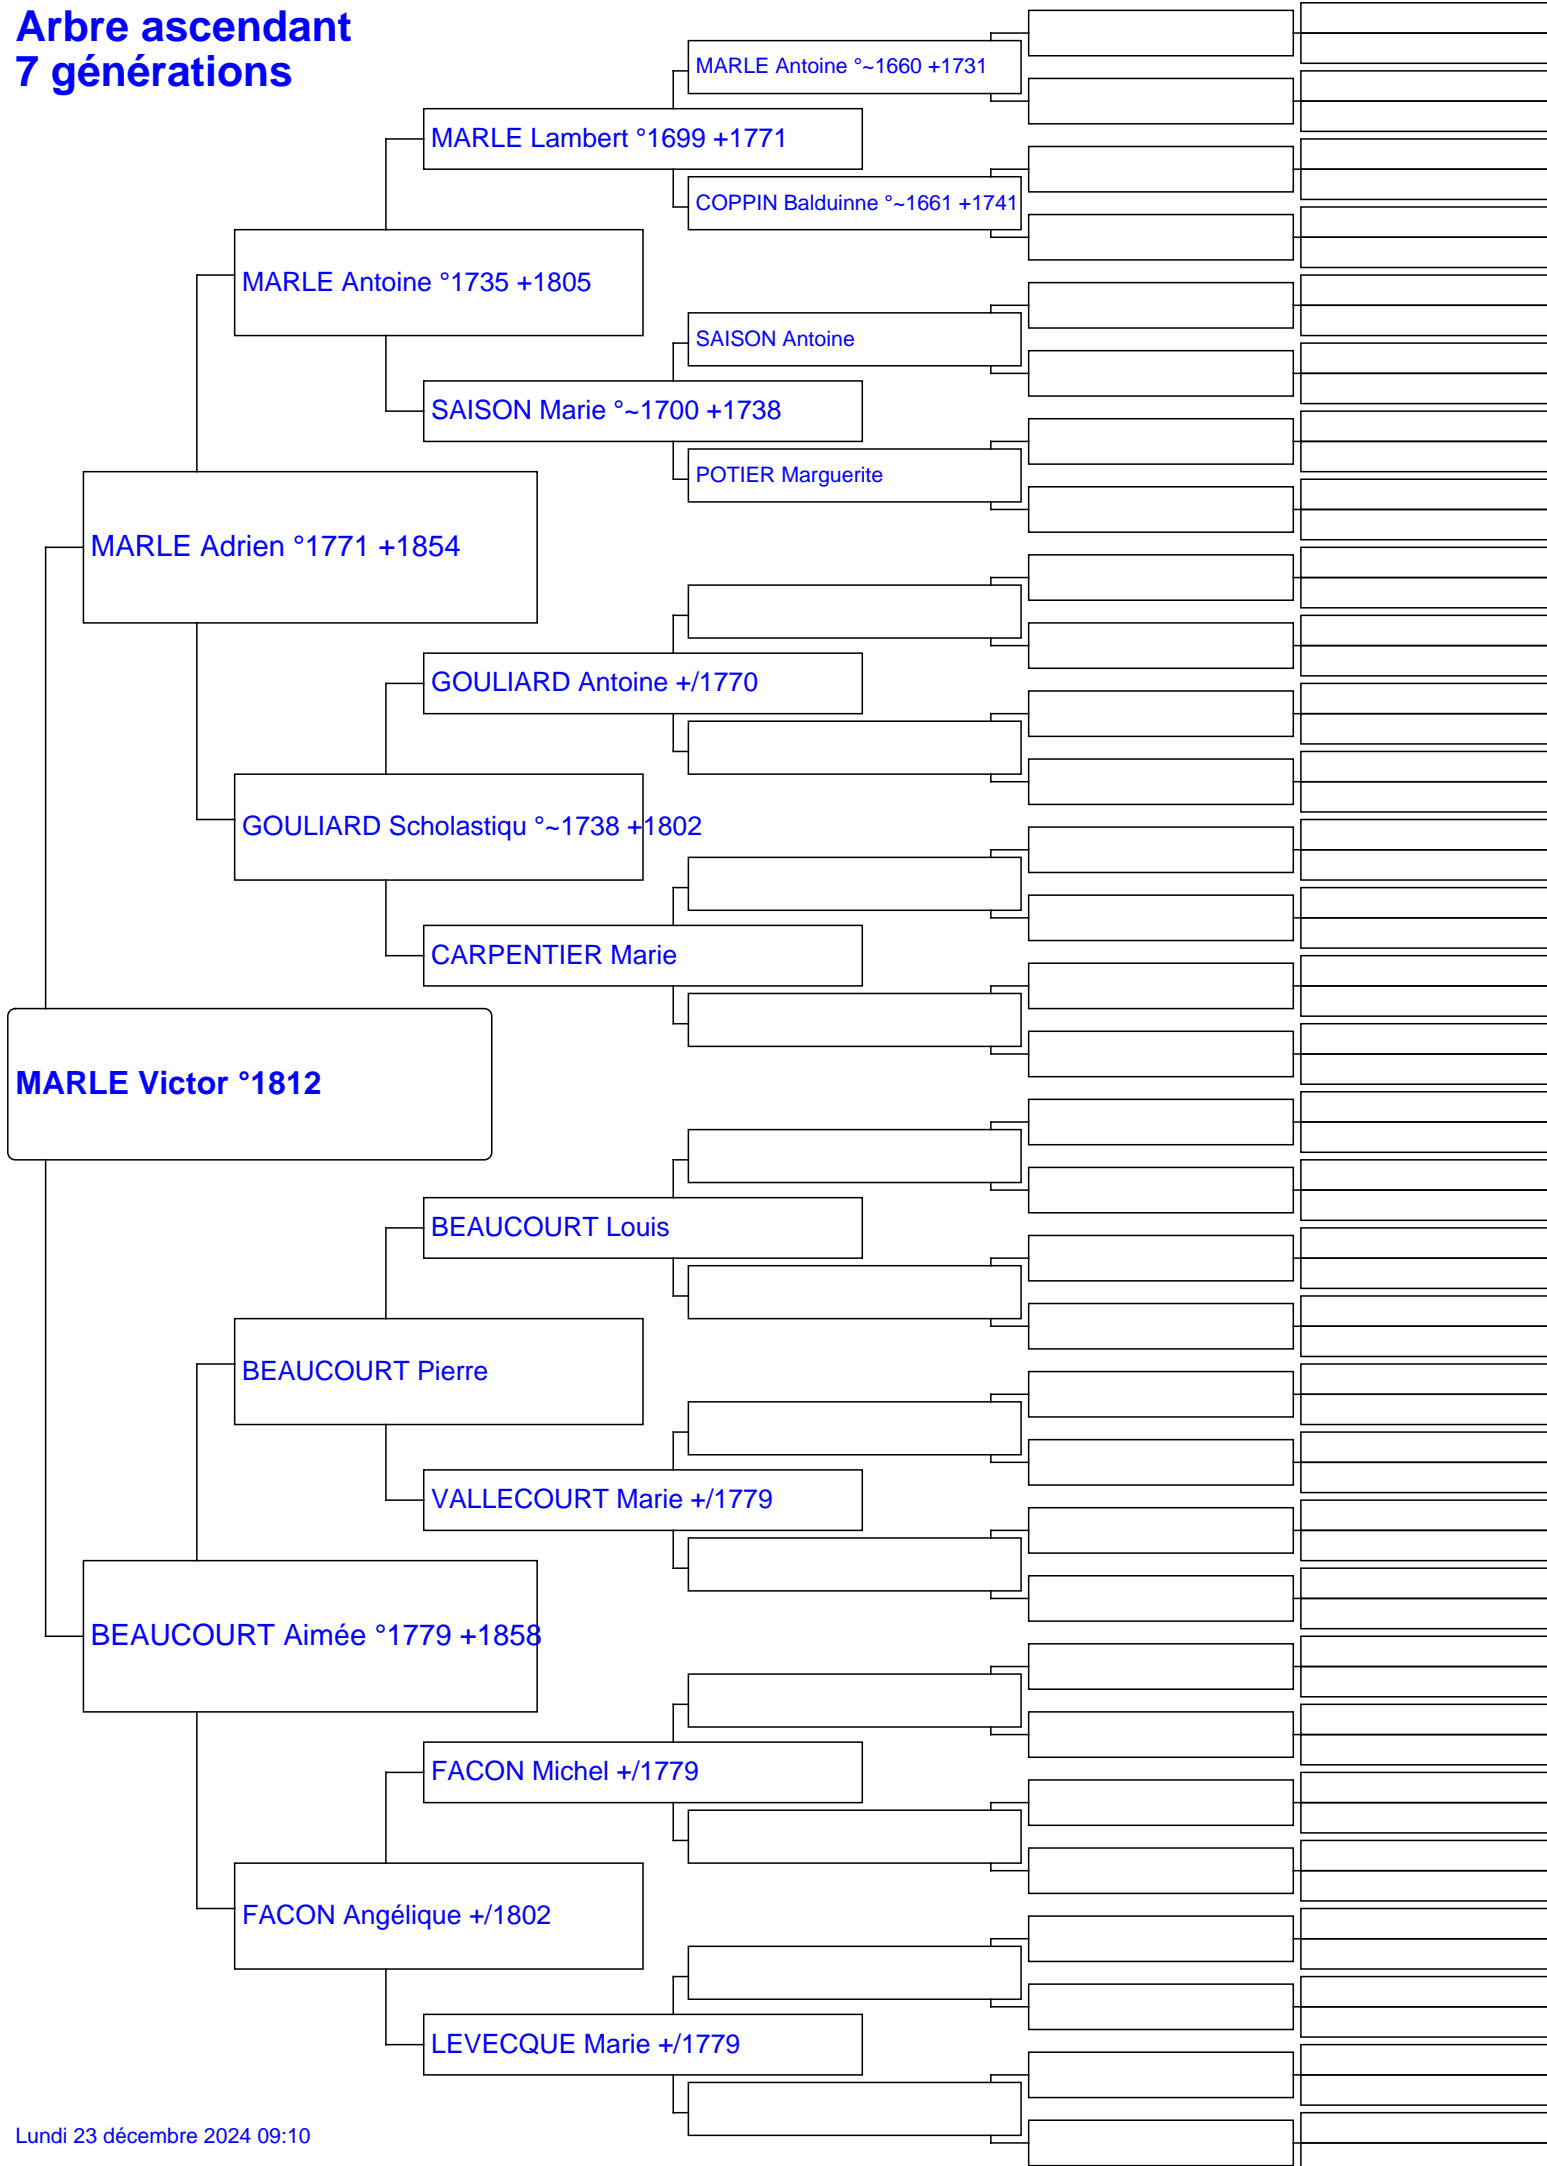 Arbre ascendant
7 générations
MARLE Antoine °~1660 +1731
MARLE Lambert °1699 +1771
COPPIN Balduinne °~1661 +1741
MARLE Antoine °1735 +1805
SAISON Antoine
SAISON Marie °~1700 +1738
POTIER Marguerite
MARLE Adrien °1771 +1854
GOULIARD Antoine +/1770
GOULIARD Scholastiqu °~1738 +1802
CARPENTIER Marie
MARLE Victor °1812
BEAUCOURT Louis
BEAUCOURT Pierre
VALLECOURT Marie +/1779
BEAUCOURT Aimée °1779 +1858
FACON Michel +/1779
FACON Angélique +/1802
LEVECQUE Marie +/1779
Lundi 23 décembre 2024 09:10